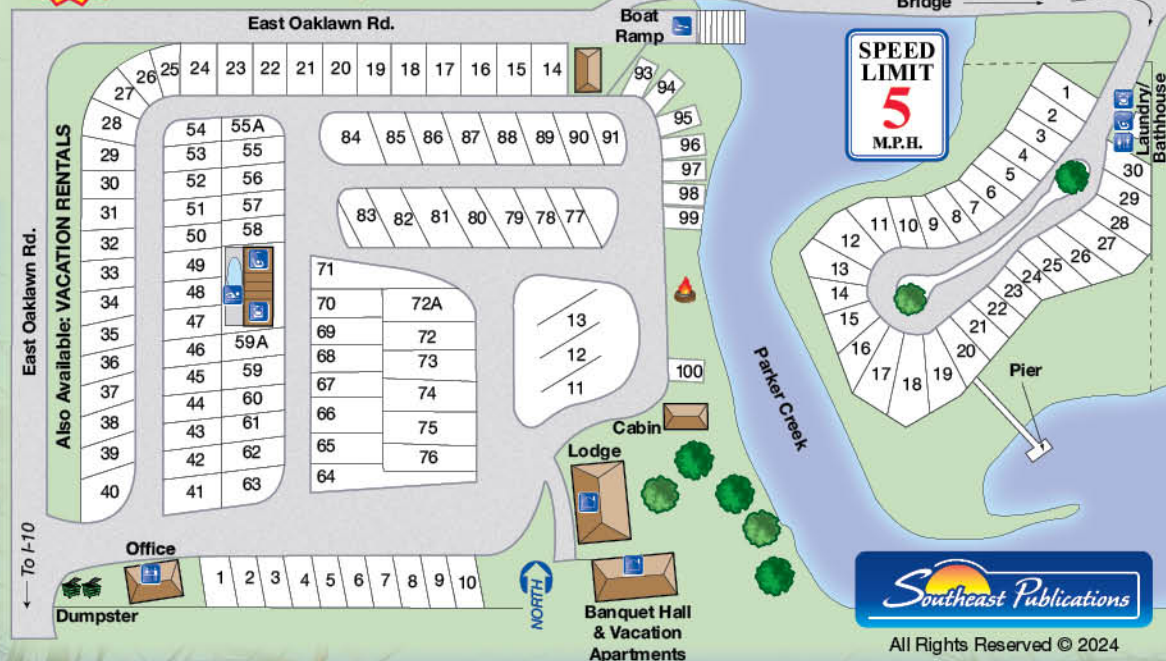 East Oaklawn Rd.
Boat
Ramp
Bridge
SPEED
LIMIT
5
M.P.H.
Laundry/
Bathhouse
East Oaklawn Rd.
Also Available: VACATION RENTALS
To I-10
26 25 24 23 22 21 20 19 18 17 16 15 14
27
28
29
30
31
32
33
34
35
36
37
38
39
40
54 55A
53 55
52 56
51 57
50 58
49
48
47
46 59A
45 59
44 60
43 61
42 62
41 63
84 85 86 87 88 89 90 91
83 82 81 80 79 78 77
71
70 72A
69 72
68 73
67 74
66 75
65 76
64
13
12
11
93
94
95
96
97
98
99
100
Cabin
Lodge
Parker Creek
1
2
3
4
5
6
7
8
9
10
11
12
13
14
15
16
17
18
19
20
21
22
23
24
25
26
27
28
29
30
Pier
Office
Dumpster
1 2 3 4 5 6 7 8 9 10
NORTH
Banquet Hall
& Vacation
Apartments
Southeast Publications
All Rights Reserved © 2024